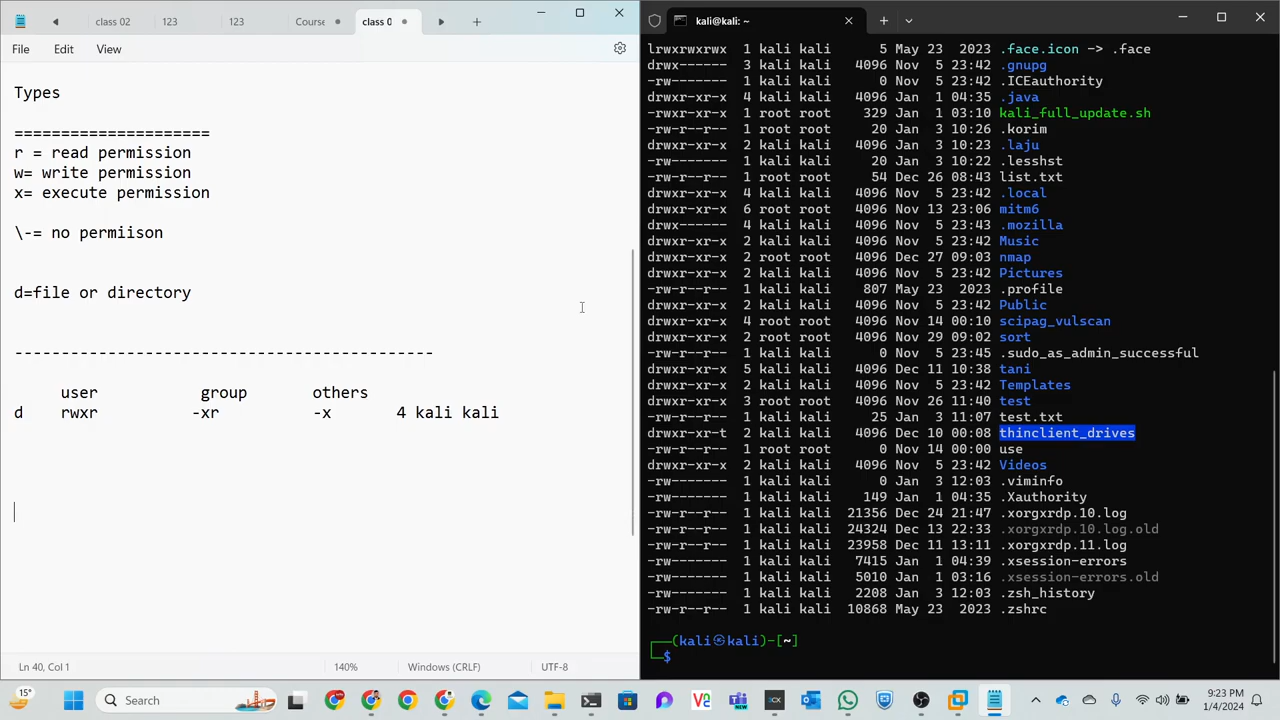 class 02
123
123
Course
class 0
File Edit View
Types
=====================
r = read permission
w= write permission
x= execute permission
\-= no permiison
d=file or directory
---------------------------------------------
user group others
d rwxr -xr -x 4 kali kali
Ln 40, Col 1 140% Windows (CRLF) UTF-8
kali@kali: ~
lrwxrwxrwx 1 kali kali 5 May 23 2023 .face.icon -> .face
drwx------ 3 kali kali 4096 Nov 5 23:42 .gnupg
-rw------- 1 kali kali 0 Nov 5 23:42 .ICEauthority
drwxr-xr-x 4 kali kali 4096 Jan 1 04:35 .java
-rwxr-xr-x 1 root root 329 Jan 1 03:10 kali_full_update.sh
-rw-r--r-- 1 root root 20 Jan 3 10:26 .korim
drwxr-xr-x 2 kali kali 4096 Jan 3 10:23 .laju
-rw------- 1 kali kali 20 Jan 3 10:22 .lesshst
-rw-r--r-- 1 root root 54 Dec 26 08:43 list.txt
drwxr-xr-x 4 kali kali 4096 Nov 5 23:42 .local
drwxr-xr-x 6 root root 4096 Nov 13 23:06 mitm6
drwx------ 4 kali kali 4096 Nov 5 23:43 .mozilla
drwxr-xr-x 2 kali kali 4096 Nov 5 23:42 Music
drwxr-xr-x 2 root root 4096 Dec 27 09:03 nmap
drwxr-xr-x 2 kali kali 4096 Nov 5 23:42 Pictures
-rw-r--r-- 1 kali kali 807 May 23 2023 .profile
drwxr-xr-x 2 kali kali 4096 Nov 5 23:42 Public
drwxr-xr-x 4 root root 4096 Nov 14 00:10 scipag_vulscan
drwxr-xr-x 2 root root 4096 Nov 29 09:02 sort
-rw-r--r-- 1 kali kali 0 Nov 5 23:45 .sudo_as_admin_successful
drwxr-xr-x 5 kali kali 4096 Dec 11 10:38 tani
drwxr-xr-x 2 kali kali 4096 Nov 5 23:42 Templates
drwxr-xr-x 3 root root 4096 Nov 26 11:40 test
-rw-r--r-- 1 kali kali 25 Jan 3 11:07 test.txt
drwxr-xr-t 2 kali kali 4096 Dec 10 00:08 thinclient_drives
-rw-r--r-- 1 root root 0 Nov 14 00:00 use
drwxr-xr-x 2 kali kali 4096 Nov 5 23:42 Videos
-rw------- 1 kali kali 0 Jan 3 12:03 .viminfo
-rw------- 1 kali kali 149 Jan 1 04:35 .Xauthority
-rw-r--r-- 1 kali kali 21356 Dec 24 21:47 .xorgxrdp.10.log
-rw-r--r-- 1 kali kali 24324 Dec 13 22:33 .xorgxrdp.10.log.old
-rw-r--r-- 1 kali kali 23958 Dec 11 13:11 .xorgxrdp.11.log
-rw------- 1 kali kali 7415 Jan 1 04:39 .xsession-errors
-rw------- 1 kali kali 5010 Jan 1 03:16 .xsession-errors.old
-rw------- 1 kali kali 2208 Jan 3 12:03 .zsh_history
-rw-r--r-- 1 kali kali 10868 May 23 2023 .zshrc
(kali㉿kali)-[~]
$
15°
Search
9:23 PM
1/4/2024